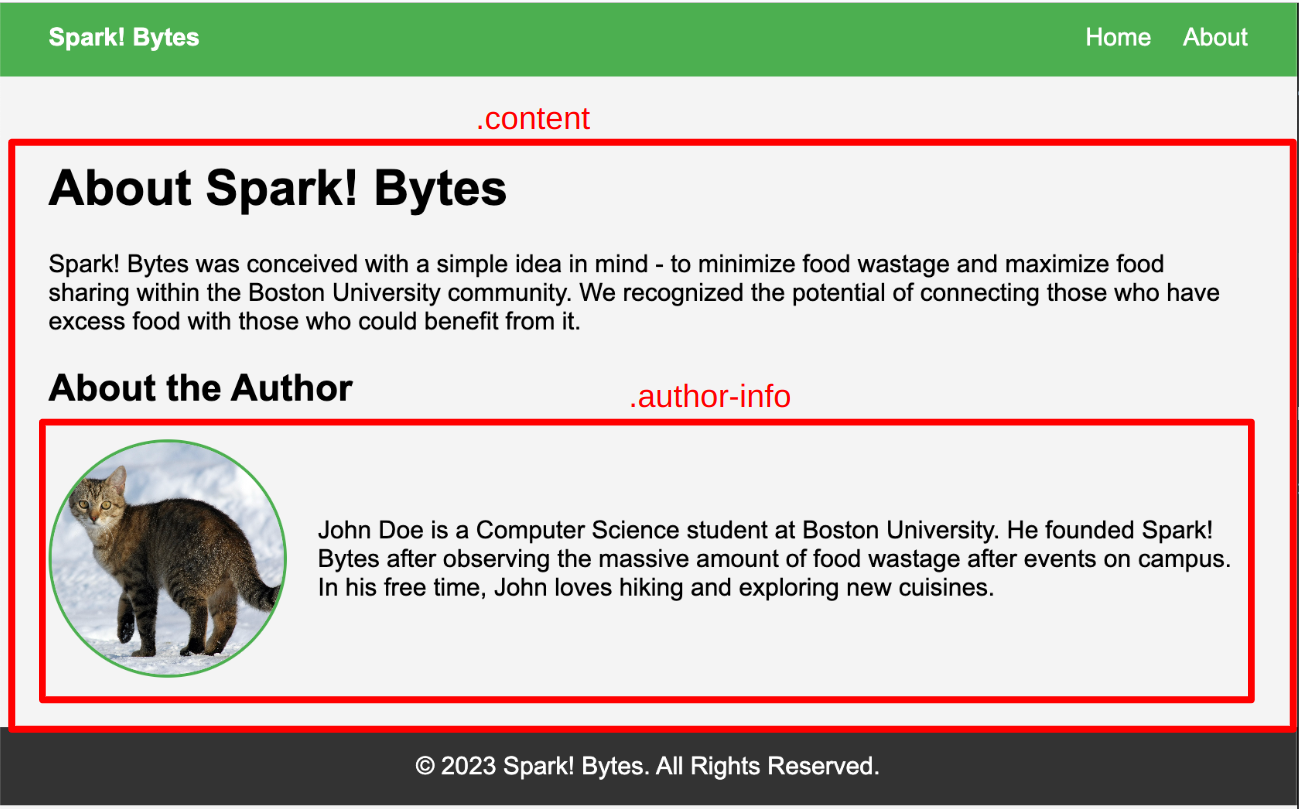 Spark! Bytes
Home
About
.content
About Spark! Bytes
Spark! Bytes was conceived with a simple idea in mind - to minimize food wastage and maximize food
sharing within the Boston University community. We recognized the potential of connecting those who have
excess food with those who could benefit from it.
About the Author
.author-info
John Doe is a Computer Science student at Boston University. He founded Spark!
Bytes after observing the massive amount of food wastage after events on campus.
In his free time, John loves hiking and exploring new cuisines.
© 2023 Spark! Bytes. All Rights Reserved.